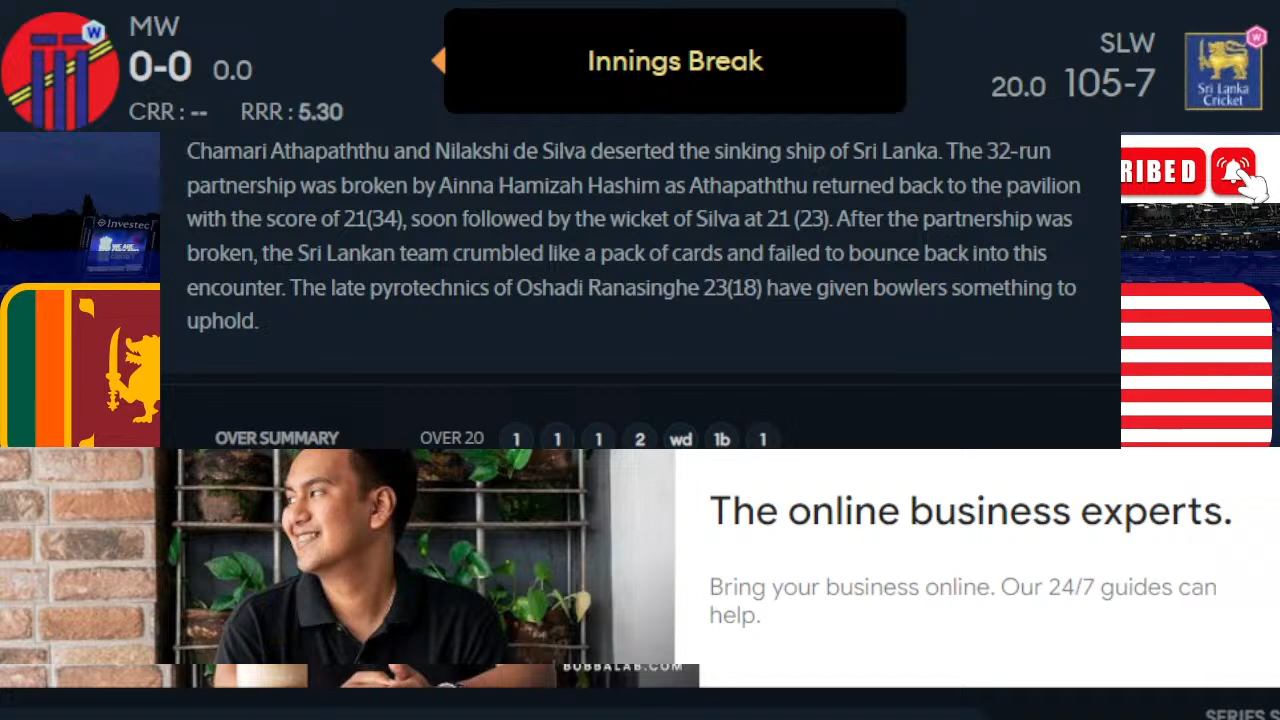 MW
0-0 0.0
CRR : -- RRR : 5.30
W
Innings Break
SLW
20.0 105-7
W
Sri Lanka
Cricket
Chamari Athapaththu and Nilakshi de Silva deserted the sinking ship of Sri Lanka. The 32-run
partnership was broken by Ainna Hamizah Hashim as Athapaththu returned back to the pavilion
with the score of 21(34), soon followed by the wicket of Silva at 21 (23). After the partnership was
broken, the Sri Lankan team crumbled like a pack of cards and failed to bounce back into this
encounter. The late pyrotechnics of Oshadi Ranasinghe 23(18) have given bowlers something to
uphold.
Investec
RIBED
OVER SUMMARY OVER 20 1 1 1 2 wd 1b 1
The online business experts.
Bring your business online. Our 24/7 guides can
help.
BUBBALAB.COM
SERIES S